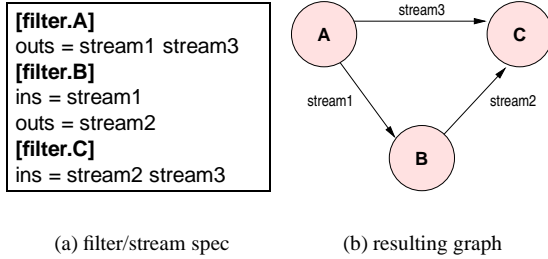 [filter.A]
outs = stream1 stream3
[filter.B]
ins = stream1
outs = stream2
[filter.C]
ins = stream2 stream3
A
stream3
C
stream1
stream2
B
(a) filter/stream spec
(b) resulting graph